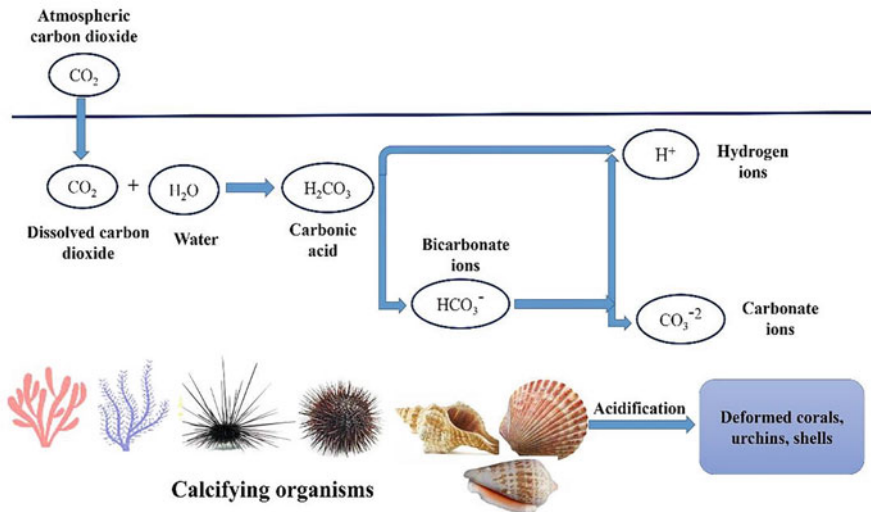 Atmospheric
carbon dioxide
CO₂
CO₂
+
H₂O
H₂CO₃
H⁺
Hydrogen
ions
Dissolved carbon
dioxide
Water
Carbonic
acid
Bicarbonate
ions
HCO₃⁻
CO₃⁻²
Carbonate
ions
Acidification
Deformed corals,
urchins, shells
Calcifying organisms